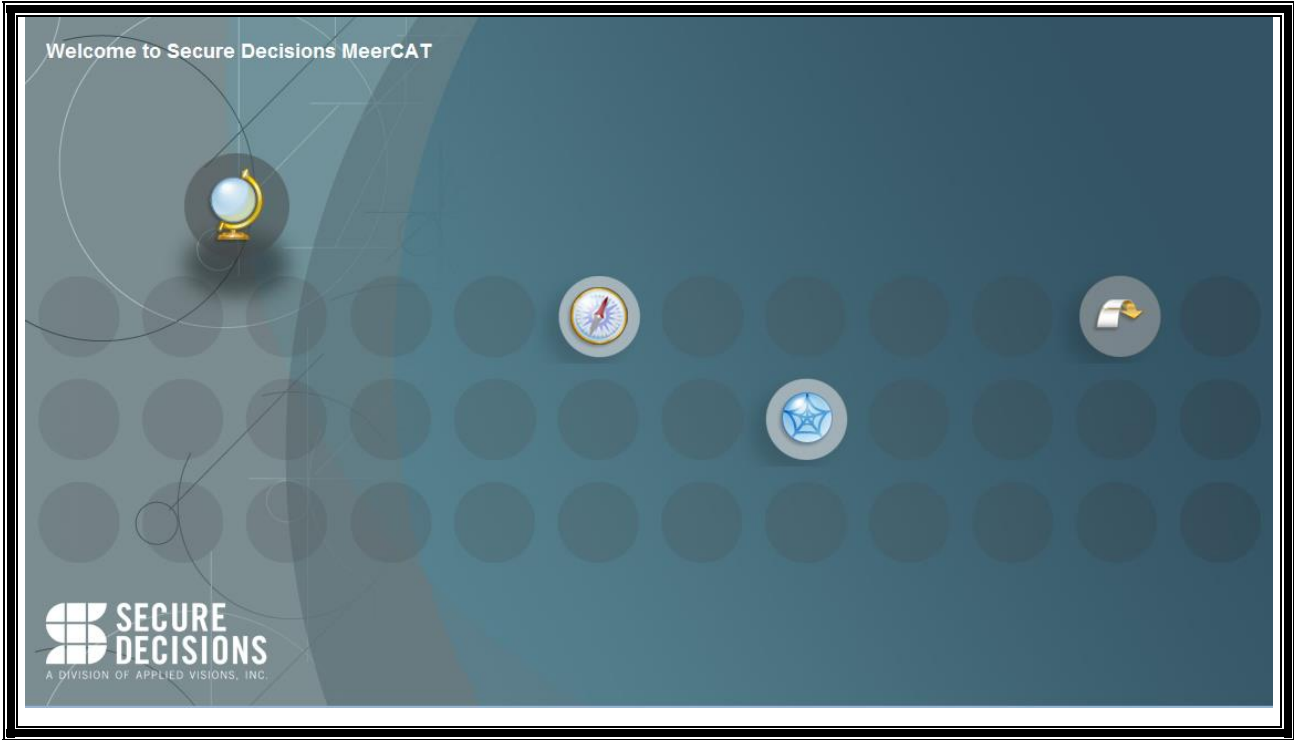 Welcome to Secure Decisions MeerCAT
SECURE
DECISIONS
A DIVISION OF APPLIED VISIONS, INC.